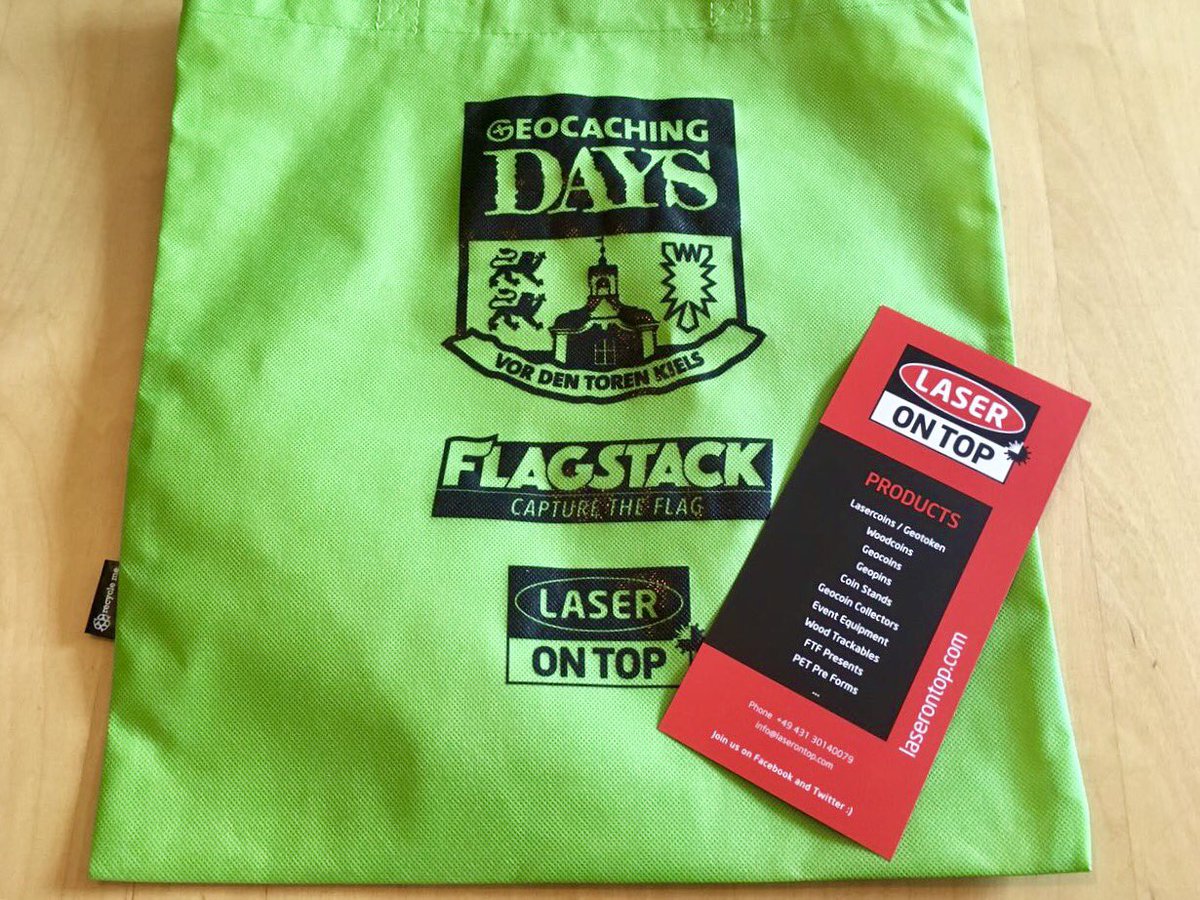 GEOCACHING
DAYS
VOR DEN TOREN KIELS
FLAGSTACK
CAPTURE THE FLAG
LASER
ON TOP
recycle me
LASER
ON TOP
PRODUCTS
Lasercoins / Geotoken
Woodcoins
Geocoins
Geopins
Coin Stands
Geocoin Collectors
Event Equipment
Wood Trackables
FTF Presents
PET Pre Forms
...
Phone +49 431 30140079
info@laserontop.com
Join us on Facebook and Twitter :)
laserontop.com